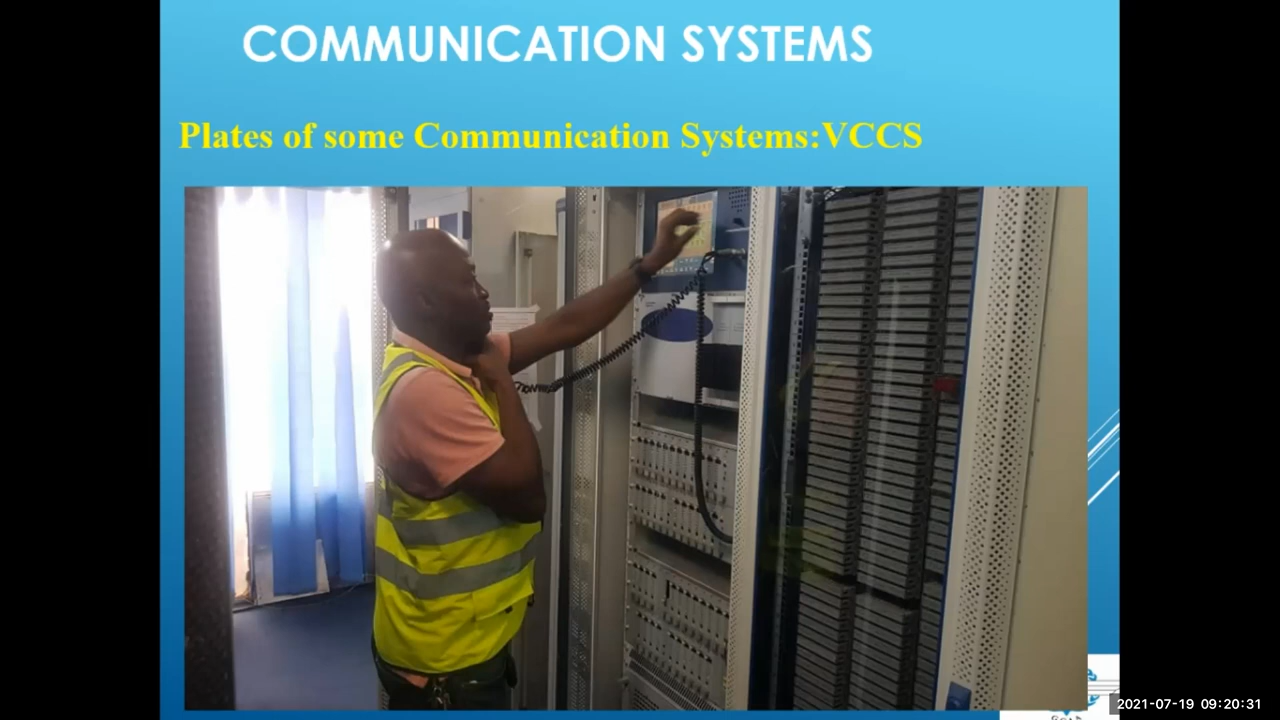 COMMUNICATION SYSTEMS
Plates of some Communication Systems:VCCS
2021-07-19 09:20:31